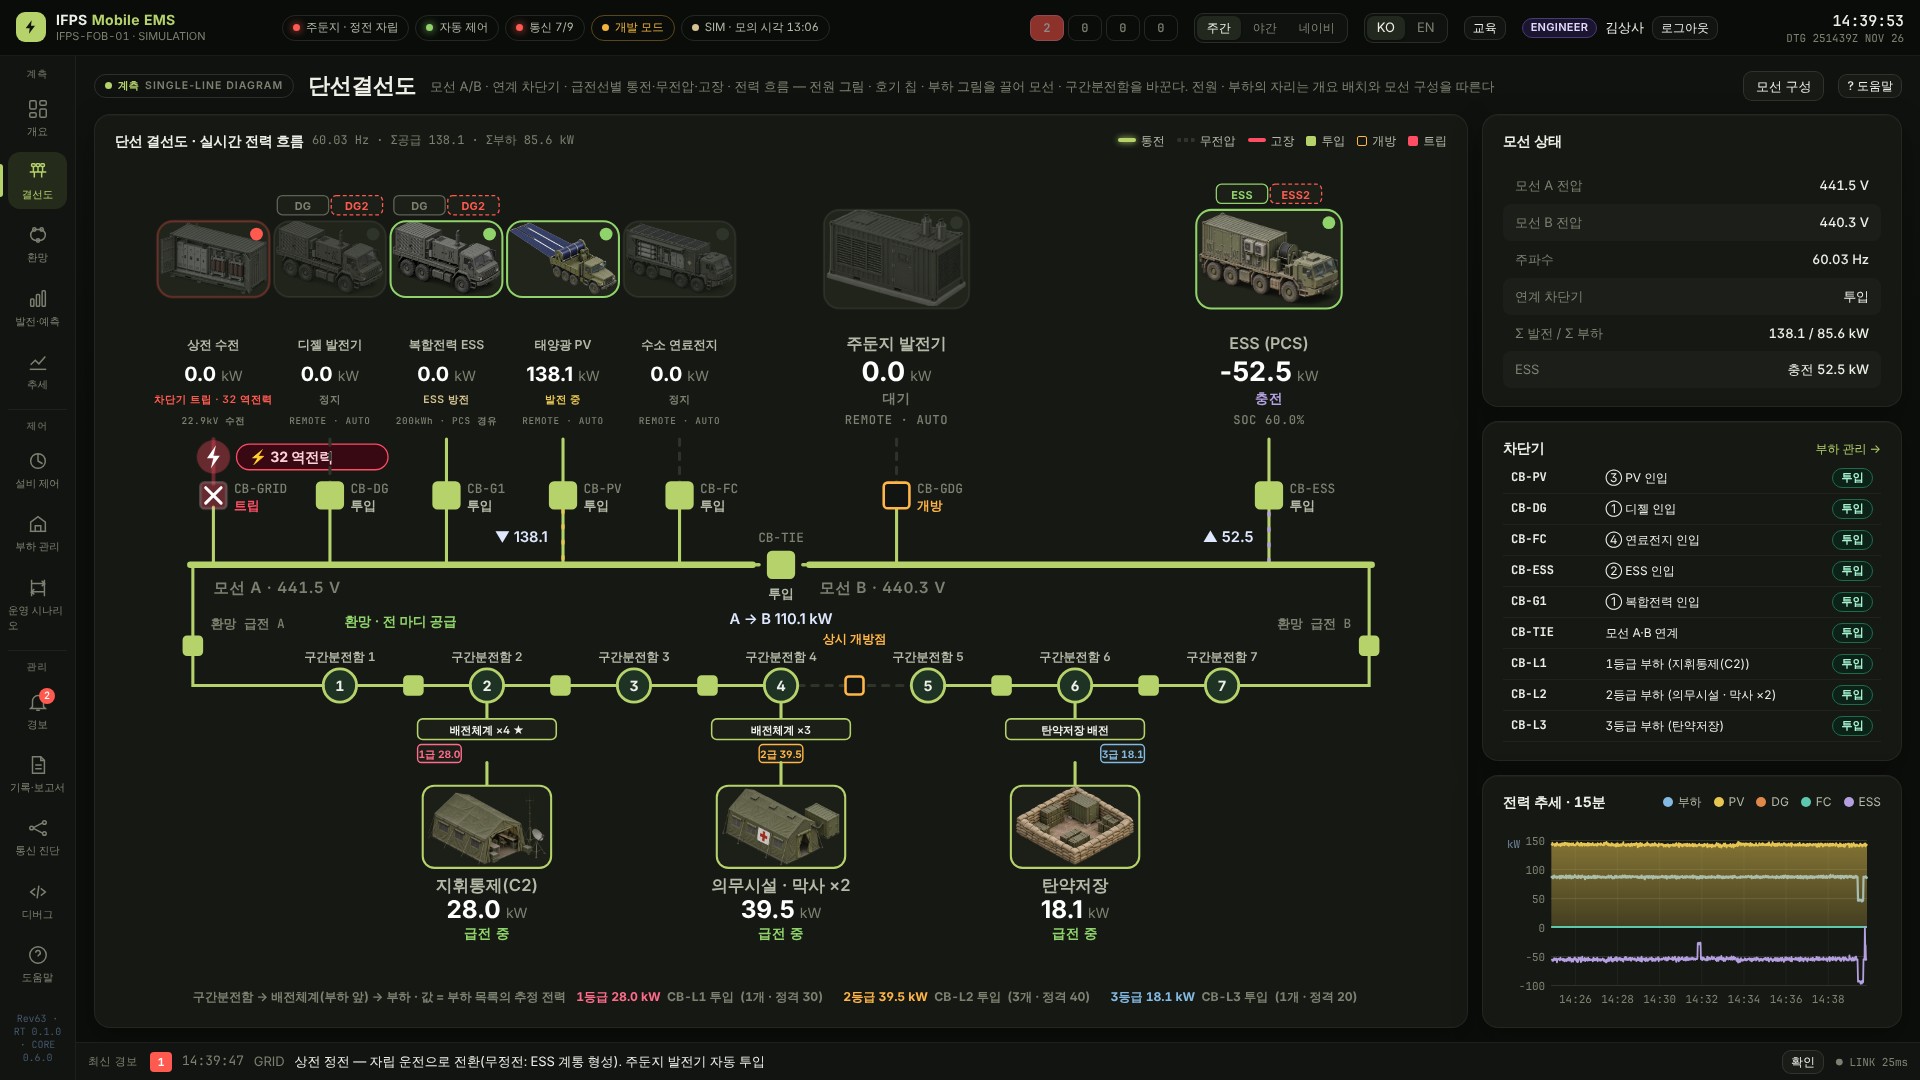 IFPS Mobile EMS
IFPS-FOB-01 · SIMULATION
주둔지 · 정전 자립
자동 제어
통신 7/9
개발 모드
SIM · 모의 시각 13:06
2 0 0 0
주간 야간 네이비
KO EN
교육
ENGINEER 김상사 로그아웃
14:39:53
DTG 251439Z NOV 26
계측
개요
결선도
환망
발전·예측
추세
제어
설비 제어
부하 관리
운영 시나리오
관리
2
경보
기록·보고서
통신 진단
디버그
도움말
Rev63 ·
RT 0.1.0
· CORE
0.6.0
계측 SINGLE-LINE DIAGRAM
단선결선도
모선 A/B · 연계 차단기 · 급전선별 통전·무전압·고장 · 전력 흐름 — 전원 그림 · 호기 칩 · 부하 그림을 끌어 모선 · 구간분전함을 바꾼다. 전원 · 부하의 자리는 개요 배치와 모선 구성을 따른다
모선 구성
? 도움말
단선 결선도 · 실시간 전력 흐름 60.03 Hz · Σ공급 138.1 · Σ부하 85.6 kW
통전 무전압 고장 투입 개방 트립
DG DG2 DG DG2 ESS ESS2
상전 수전
0.0 kW
차단기 트립 · 32 역전력
22.9kV 수전
디젤 발전기
0.0 kW
정지
REMOTE · AUTO
복합전력 ESS
0.0 kW
ESS 방전
200kWh · PCS 경유
태양광 PV
138.1 kW
발전 중
REMOTE · AUTO
수소 연료전지
0.0 kW
정지
REMOTE · AUTO
주둔지 발전기
0.0 kW
대기
REMOTE · AUTO
ESS (PCS)
-52.5 kW
충전
SOC 60.0%
⚡ 32 역전력
CB-GRID
트립
CB-DG
투입
CB-G1
투입
CB-PV
투입
CB-FC
투입
CB-GDG
개방
CB-ESS
투입
▼ 138.1
▲ 52.5
CB-TIE
투입
모선 A · 441.5 V
모선 B · 440.3 V
환망 급전 A
환망 · 전 마디 공급
A → B 110.1 kW
상시 개방점
환망 급전 B
구간분전함 1
구간분전함 2
구간분전함 3
구간분전함 4
구간분전함 5
구간분전함 6
구간분전함 7
1 2 3 4 5 6 7
배전체계 ×4 ★
배전체계 ×3
탄약저장 배전
1급 28.0
2급 39.5
3급 18.1
지휘통제(C2)
28.0 kW
급전 중
의무시설 · 막사 ×2
39.5 kW
급전 중
탄약저장
18.1 kW
급전 중
구간분전함 → 배전체계(부하 앞) → 부하 · 값 = 부하 목록의 추정 전력 1등급 28.0 kW CB-L1 투입 (1개 · 정격 30) 2등급 39.5 kW CB-L2 투입 (3개 · 정격 40) 3등급 18.1 kW CB-L3 투입 (1개 · 정격 20)
모선 상태
모선 A 전압 441.5 V
모선 B 전압 440.3 V
주파수 60.03 Hz
연계 차단기 투입
Σ 발전 / Σ 부하 138.1 / 85.6 kW
ESS 충전 52.5 kW
차단기 부하 관리 →
CB-PV ③ PV 인입 투입
CB-DG ① 디젤 인입 투입
CB-FC ④ 연료전지 인입 투입
CB-ESS ② ESS 인입 투입
CB-G1 ① 복합전력 인입 투입
CB-TIE 모선 A·B 연계 투입
CB-L1 1등급 부하 (지휘통제(C2)) 투입
CB-L2 2등급 부하 (의무시설 · 막사 ×2) 투입
CB-L3 3등급 부하 (탄약저장) 투입
전력 추세 · 15분
부하 PV DG FC ESS
kW 150
100
50
0
-50
-100
14:26 14:28 14:30 14:32 14:34 14:36 14:38
최신 경보 1 14:39:47 GRID 상전 정전 — 자립 운전으로 전환(무정전: ESS 계통 형성). 주둔지 발전기 자동 투입
확인
LINK 25ms